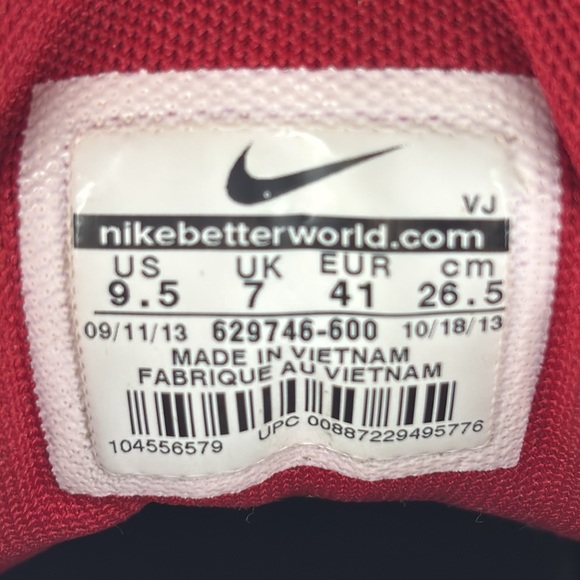 VJ
nikebetterworld.com
US UK EUR cm
9.5 7 41 26.5
09/11/13 629746-600 10/18/13
MADE IN VIETNAM
FABRIQUE AU VIETNAM
104556579 UPC 00887229495776